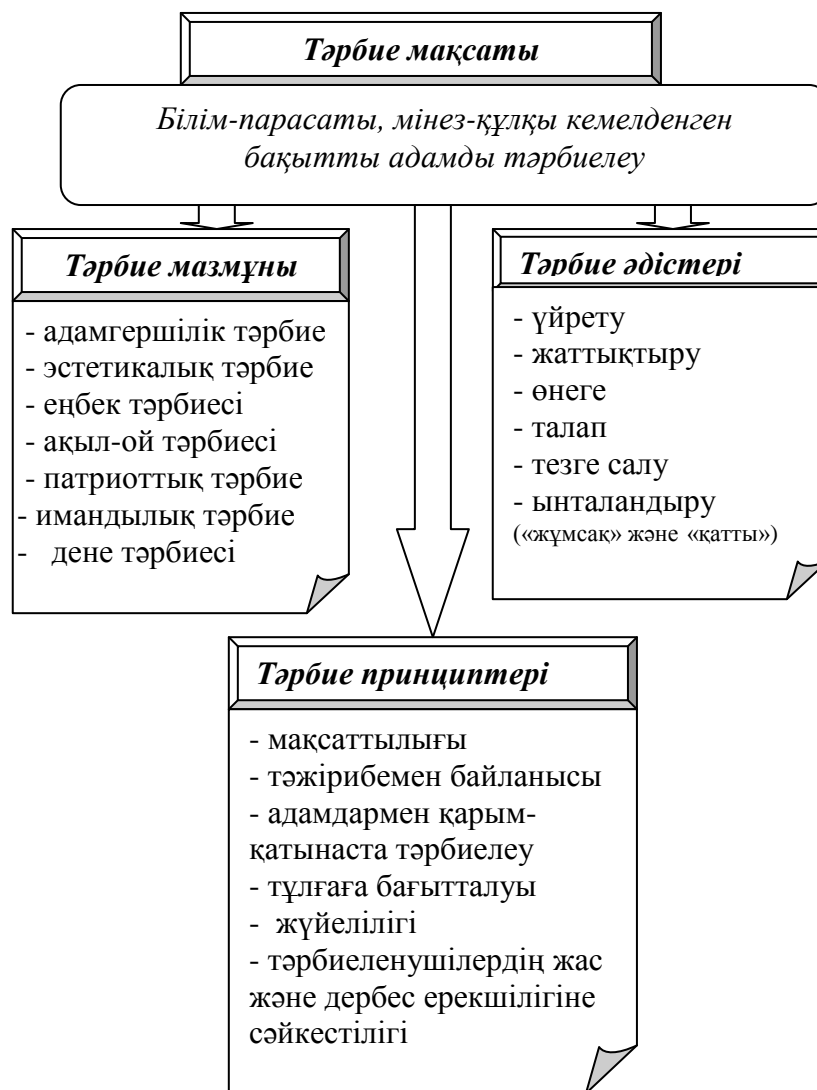 Тәрбие мақсаты
Білім-парасаты, мінез-құлқы кемелденген
бақытты адамды тәрбиелеу
Тәрбие мазмұны
- адамгершілік тәрбие
- эстетикалық тәрбие
- еңбек тәрбиесі
- ақыл-ой тәрбиесі
- патриоттық тәрбие
- имандылық тәрбие
- дене тәрбиесі
Тәрбие әдістері
- үйрету
- жаттықтыру
- өнеге
- талап
- тезге салу
- ынталандыру
(«жұмсақ» және «қатты»)
Тәрбие принциптері
- мақсаттылығы
- тәжірибемен байланысы
- адамдармен қарым-
қатынаста тәрбиелеу
- тұлғаға бағытталуы
- жүйелілігі
- тәрбиеленушілердің жас
және дербес ерекшілігіне
сәйкестілігі